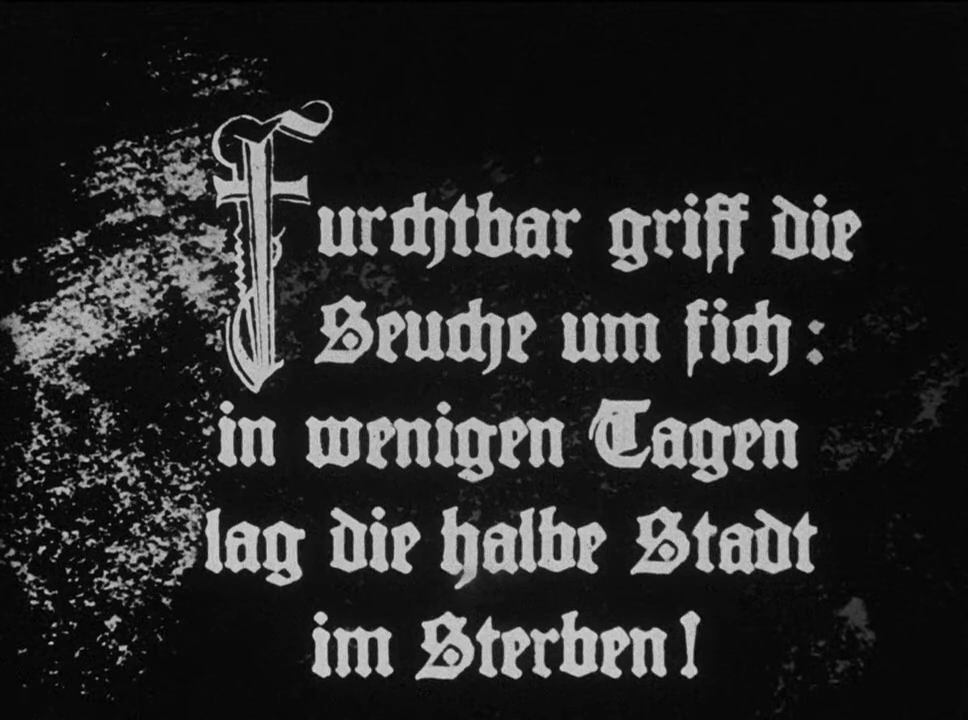 Furchtbar griff die
Seuche um sich:
in wenigen Tagen
lag die halbe Stadt
im Sterben!